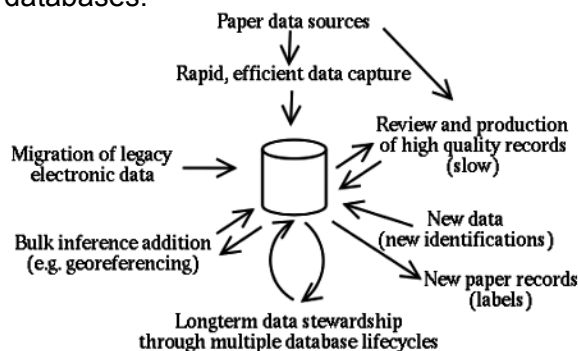 databases.
Paper data sources
Rapid, efficient data capture
Review and production
of high quality records
(slow)
Migration of legacy
electronic data
New data
(new identifications)
Bulk inference addition
(e.g. georeferencing)
New paper records
(labels)
Longterm data stewardship
through multiple database lifecycles